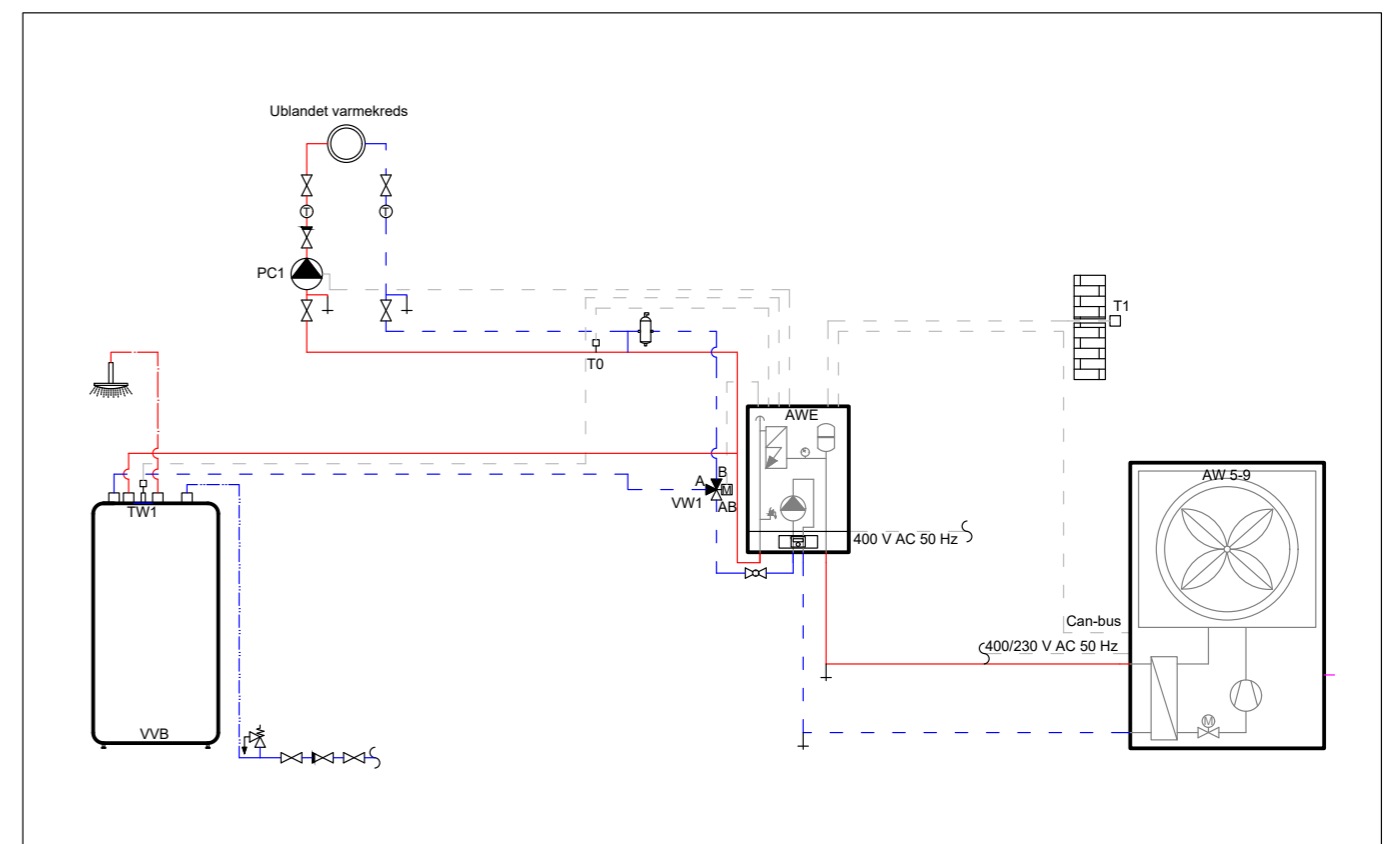 Ublandet varmekreds
T
T
PC1
T1
T0
AWE
B
A
M
VW1
AB
AW 5-9
TW1
400 V AC 50 Hz
Can-bus
400/230 V AC 50 Hz
M
VVB